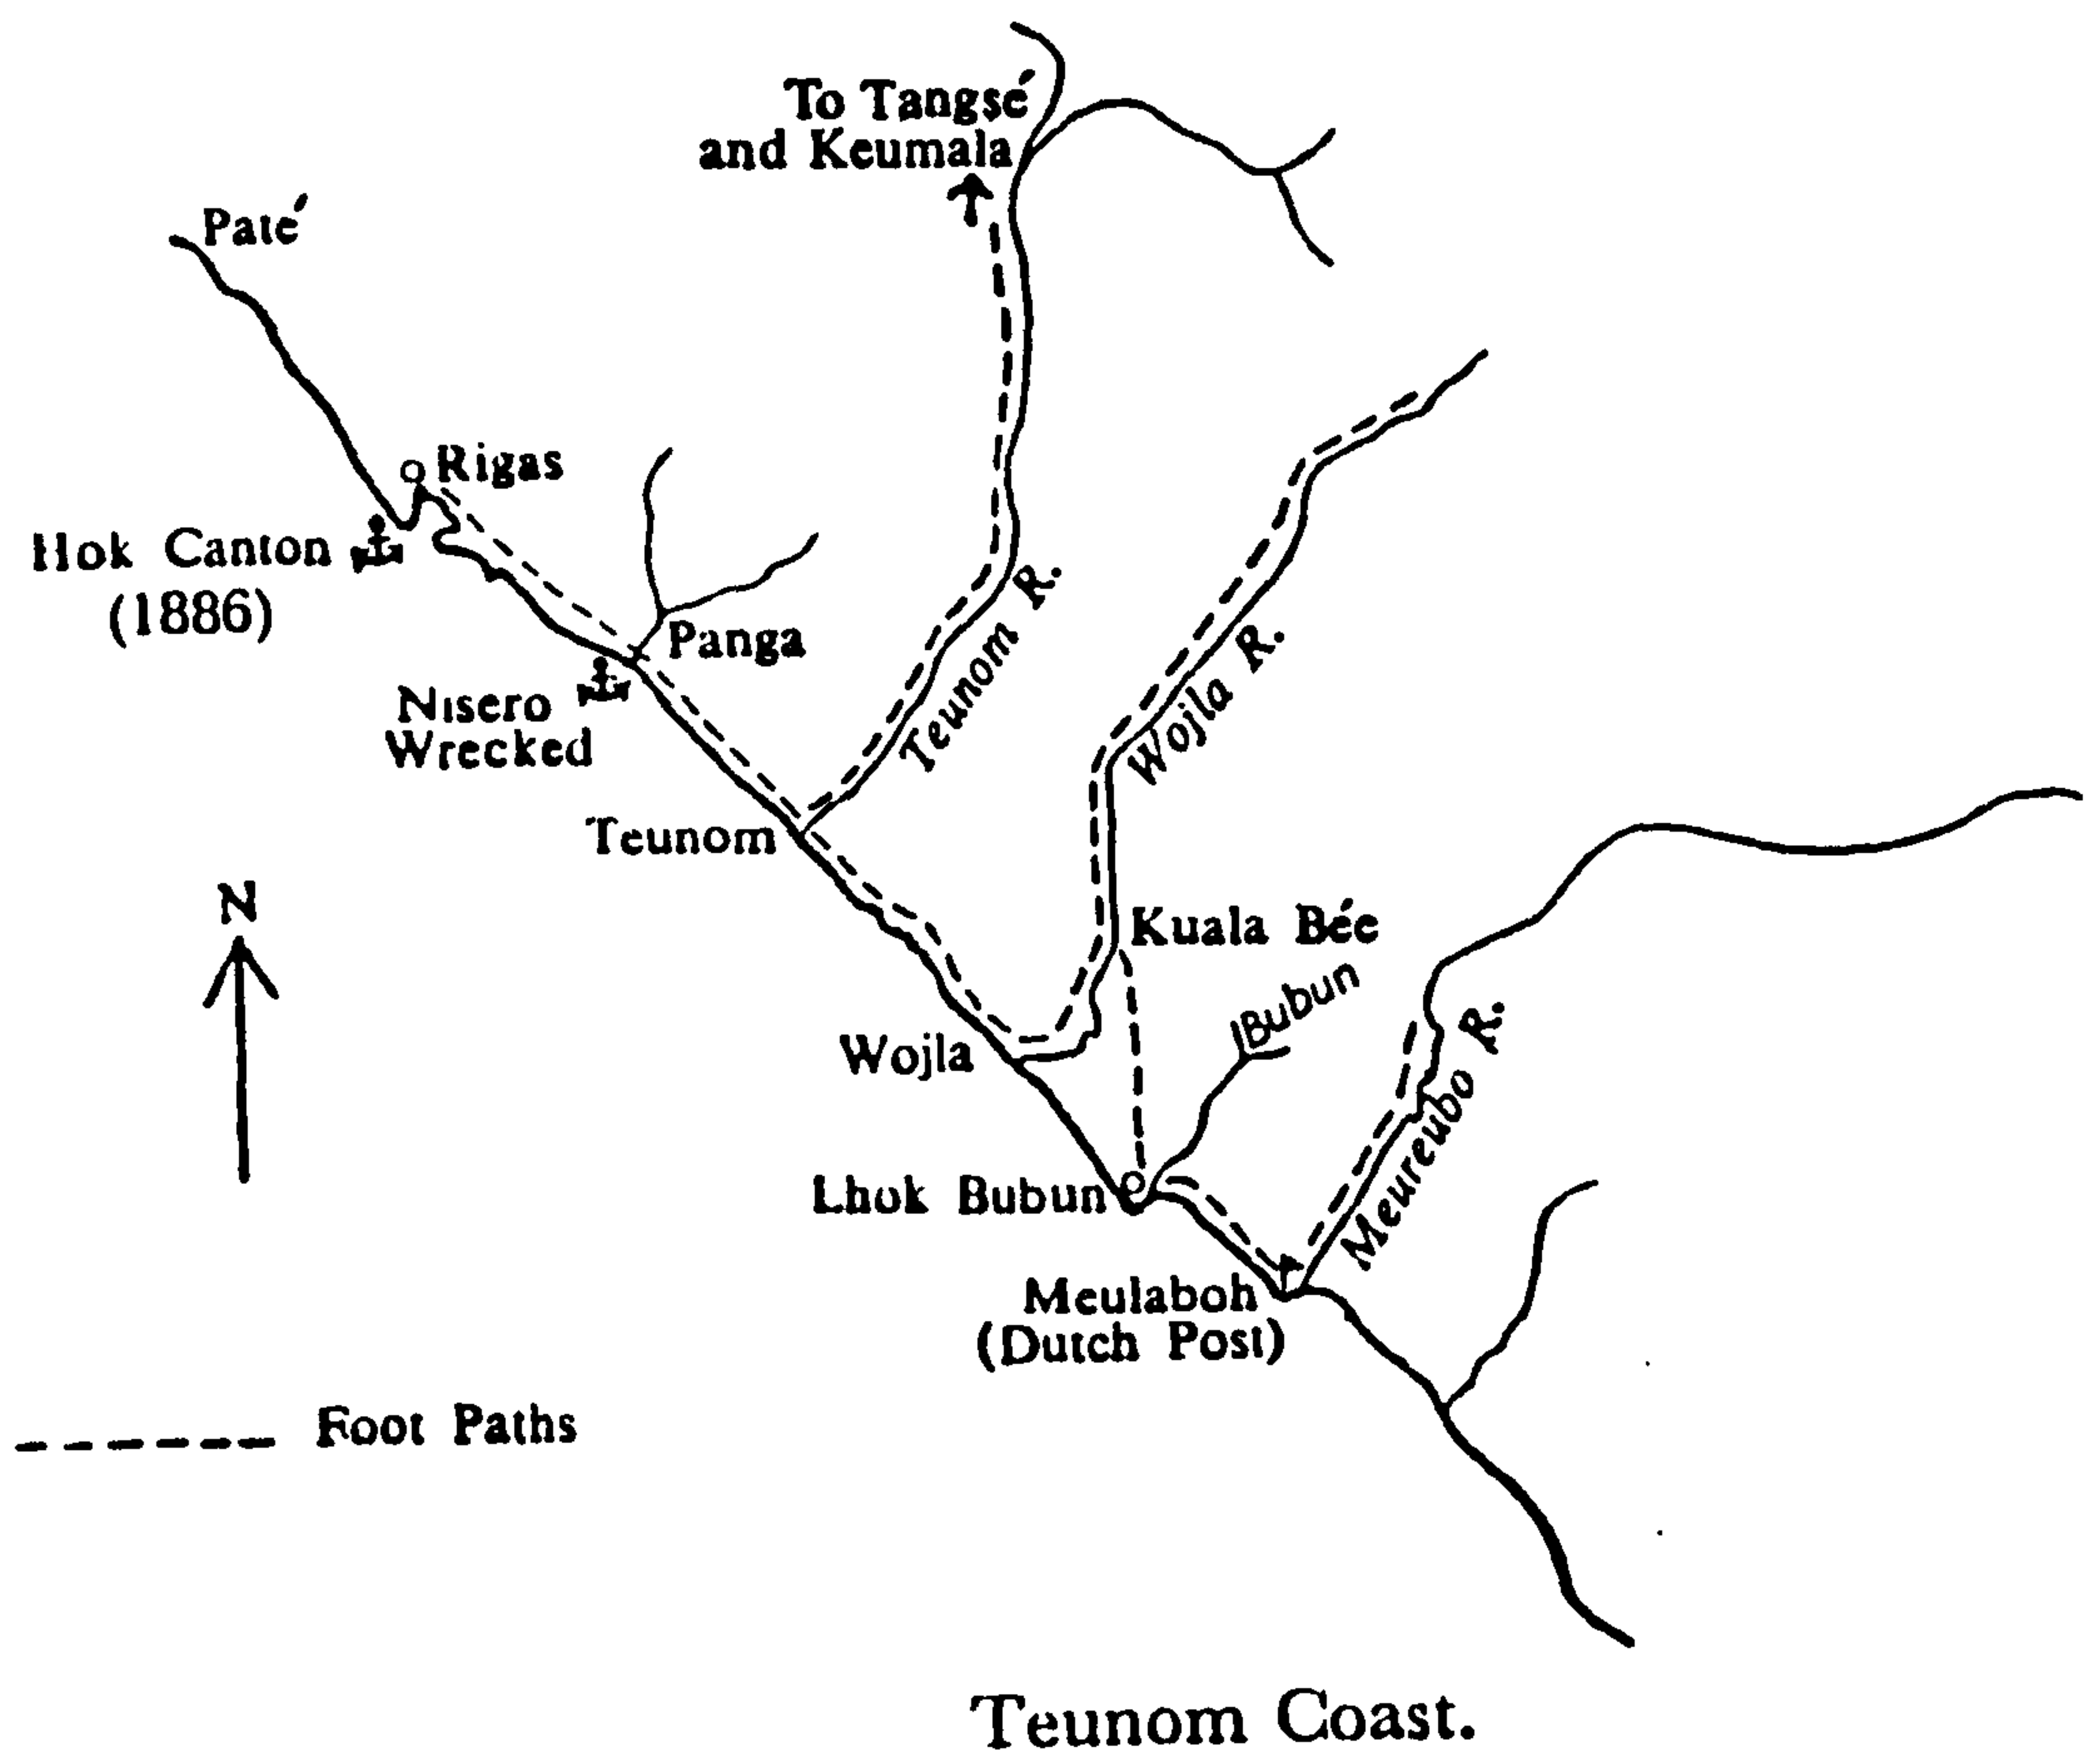 To Tangsé
and Keumala
Paté
Rigas
Hok Canton
(1886)
Panga
Nisero
Wrecked
Teunom R.
Wojla R.
Teunom
N
Kuala Bée
Bubun
Wojla
Meureubo R.
Lhok Bubun
Meulaboh
(Dutch Post)
Foot Paths
Teunom Coast.